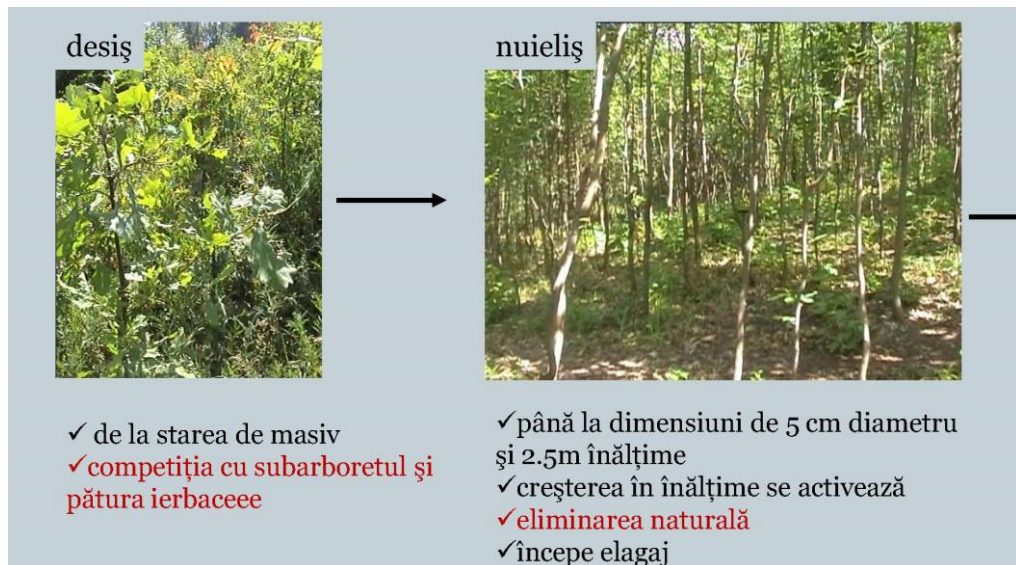 desiş
nuieliş
✓ de la starea de masiv
✓competiția cu subarboretul şi
pătura ierbaceee
✓până la dimensiuni de 5 cm diametru
şi 2.5m înălțime
✓creşterea în înălțime se activează
✓eliminarea naturală
✓începe elagaj